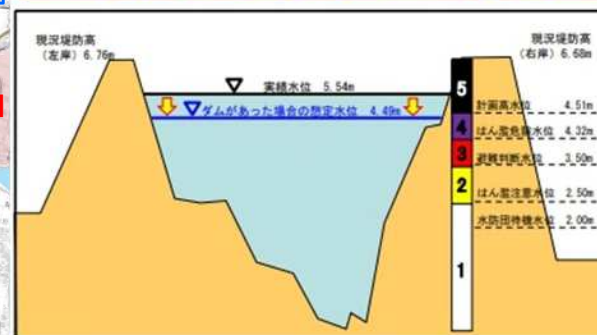 現況堤防高
(左岸) 6.76m
現況堤防高
(右岸) 6.68m
実績水位 5.54m
ダムがあった場合の想定水位 4.49m
5
計画高水位 4.51m
4
はん濫危険水位 4.32m
3
避難判断水位 3.50m
2
はん濫注意水位 2.50m
水防団待機水位 2.00m
1